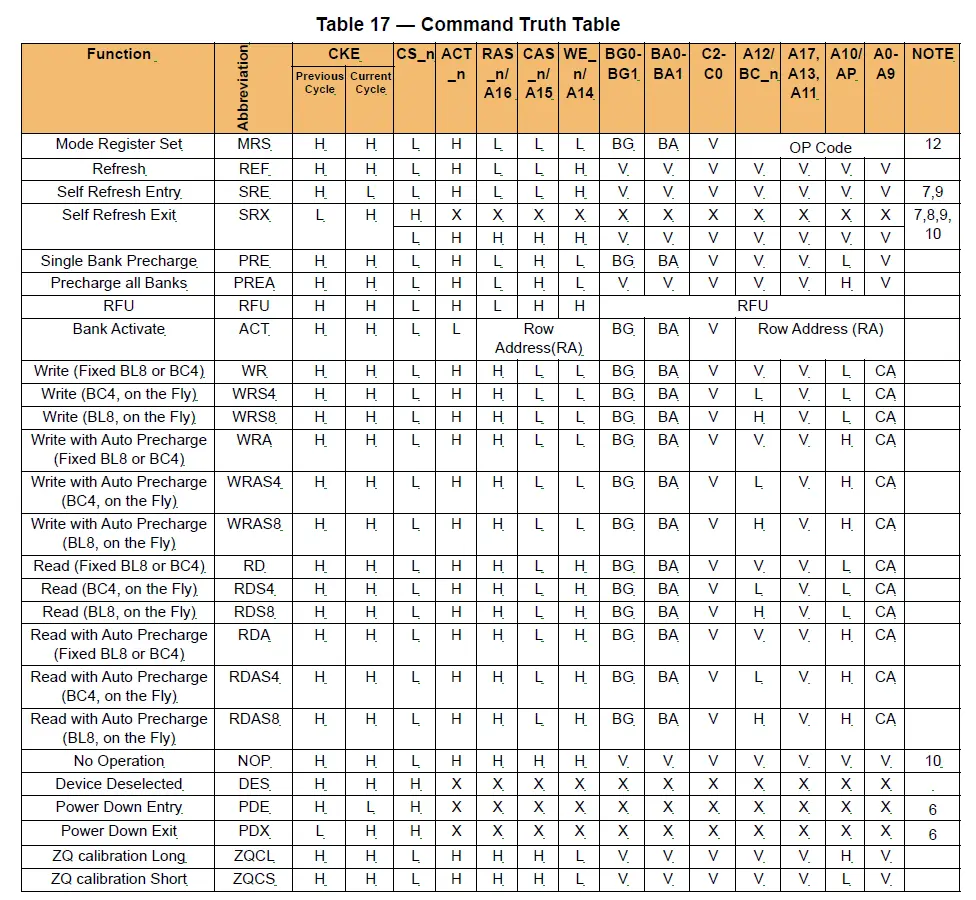 Table 17 — Command Truth Table
Function Abbreviation CKE CS_n ACT RAS CAS WE_ BG0- BA0- C2- A12/ A17, A10/ A0- NOTE
Previous Current _n _n/ _n/ n/ BG1 BA1 C0 BC_n A13, AP A9
Cycle Cycle A16 A15 A14 A11
Mode Register Set MRS H H L H L L L BG BA V OP Code 12
Refresh REF H H L H L L H V V V V V V V
Self Refresh Entry SRE H L L H L L H V V V V V V V 7,9
Self Refresh Exit SRX L H H X X X X X X X X X X X 7,8,9,
L H H H H V V V V V V V 10
Single Bank Precharge PRE H H L H L H L BG BA V V V L V
Precharge all Banks PREA H H L H L H L V V V V V H V
RFU RFU H H L H L H H RFU
Bank Activate ACT H H L L Row BG BA V Row Address (RA)
Address(RA)
Write (Fixed BL8 or BC4) WR H H L H H L L BG BA V V V L CA
Write (BC4, on the Fly) WRS4 H H L H H L L BG BA V L V L CA
Write (BL8, on the Fly) WRS8 H H L H H L L BG BA V H V L CA
Write with Auto Precharge WRA H H L H H L L BG BA V V V H CA
(Fixed BL8 or BC4)
Write with Auto Precharge WRAS4 H H L H H L L BG BA V L V H CA
(BC4, on the Fly)
Write with Auto Precharge WRAS8 H H L H H L L BG BA V H V H CA
(BL8, on the Fly)
Read (Fixed BL8 or BC4) RD H H L H H L H BG BA V V V L CA
Read (BC4, on the Fly) RDS4 H H L H H L H BG BA V L V L CA
Read (BL8, on the Fly) RDS8 H H L H H L H BG BA V H V L CA
Read with Auto Precharge RDA H H L H H L H BG BA V V V H CA
(Fixed BL8 or BC4)
Read with Auto Precharge RDAS4 H H L H H L H BG BA V L V H CA
(BC4, on the Fly)
Read with Auto Precharge RDAS8 H H L H H L H BG BA V H V H CA
(BL8, on the Fly)
No Operation NOP H H L H H H H V V V V V V V 10
Device Deselected DES H H H X X X X X X X X X X X
Power Down Entry PDE H L H X X X X X X X X X X X 6
Power Down Exit PDX L H H X X X X X X X X X X X 6
ZQ calibration Long ZQCL H H L H H H L V V V V V H V
ZQ calibration Short ZQCS H H L H H H L V V V V V L V